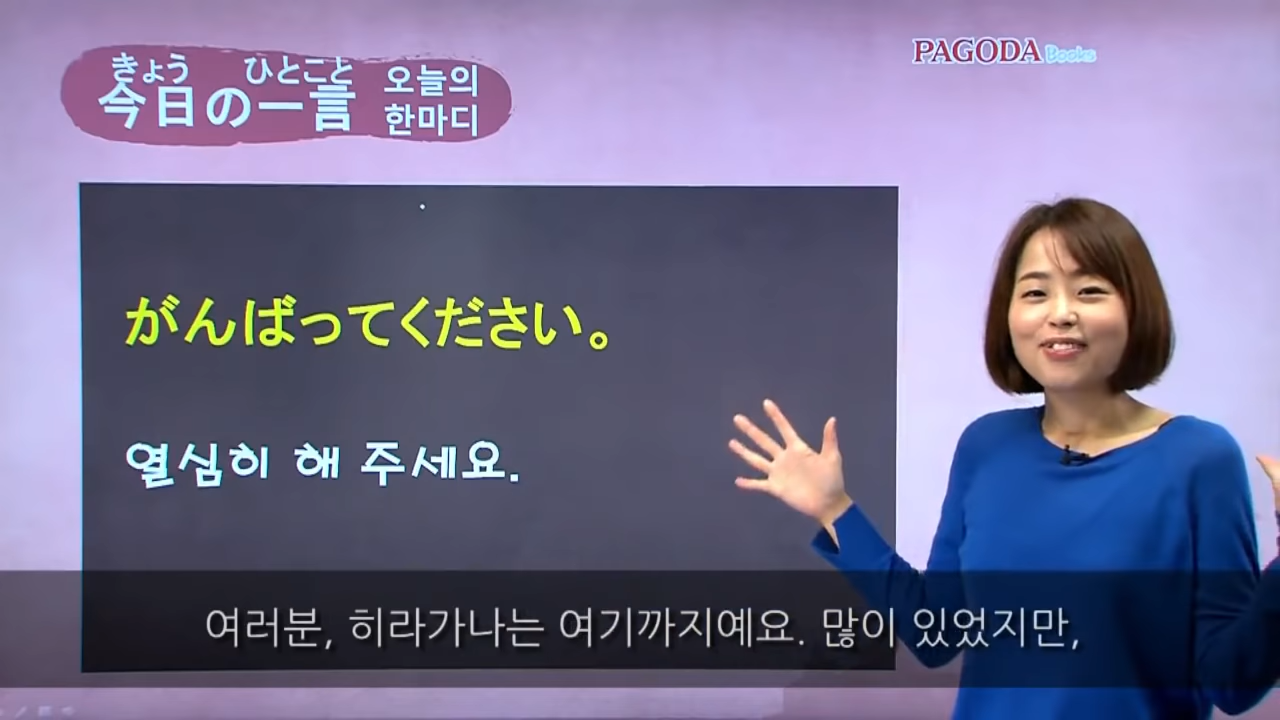 きょう ひとこと
今日の一言
오늘의
한마디
PAGODA Books
がんばってください。
열심히 해 주세요.
여러분, 히라가나는 여기까지예요. 많이 있었지만,